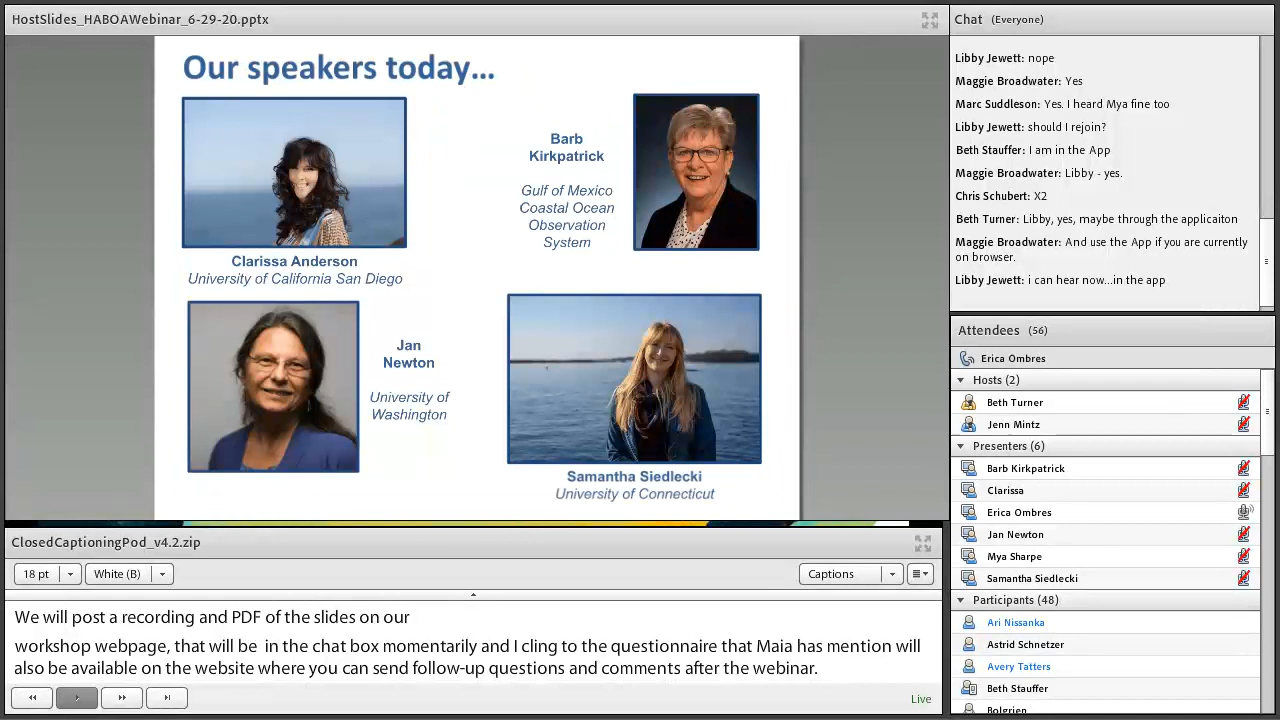 HostSlides_HABOAWebinar_6-29-20.pptx
Our speakers today...
Clarissa Anderson
University of California San Diego
Barb
Kirkpatrick
Gulf of Mexico
Coastal Ocean
Observation
System
Jan
Newton
University of
Washington
Samantha Siedlecki
University of Connecticut
ClosedCaptioningPod_v4.2.zip
18 pt
White (B)
Captions
We will post a recording and PDF of the slides on our
workshop webpage, that will be  in the chat box momentarily and I cling to the questionnaire that Maia has mention will
also be available on the website where you can send follow-up questions and comments after the webinar.
Live
Chat (Everyone)
Libby Jewett: nope
Maggie Broadwater: Yes
Marc Suddleson: Yes. I heard Mya fine too
Libby Jewett: should I rejoin?
Beth Stauffer: I am in the App
Maggie Broadwater: Libby - yes.
Chris Schubert: X2
Beth Turner: Libby, yes, maybe through the applicaiton
Maggie Broadwater: And use the App if you are currently
on browser.
Libby Jewett: i can hear now...in the app
Attendees (56)
Erica Ombres
Hosts (2)
Beth Turner
Jenn Mintz
Presenters (6)
Barb Kirkpatrick
Clarissa
Erica Ombres
Jan Newton
Mya Sharpe
Samantha Siedlecki
Participants (48)
Ari Nissanka
Astrid Schnetzer
Avery Tatters
Beth Stauffer
Bolgrien